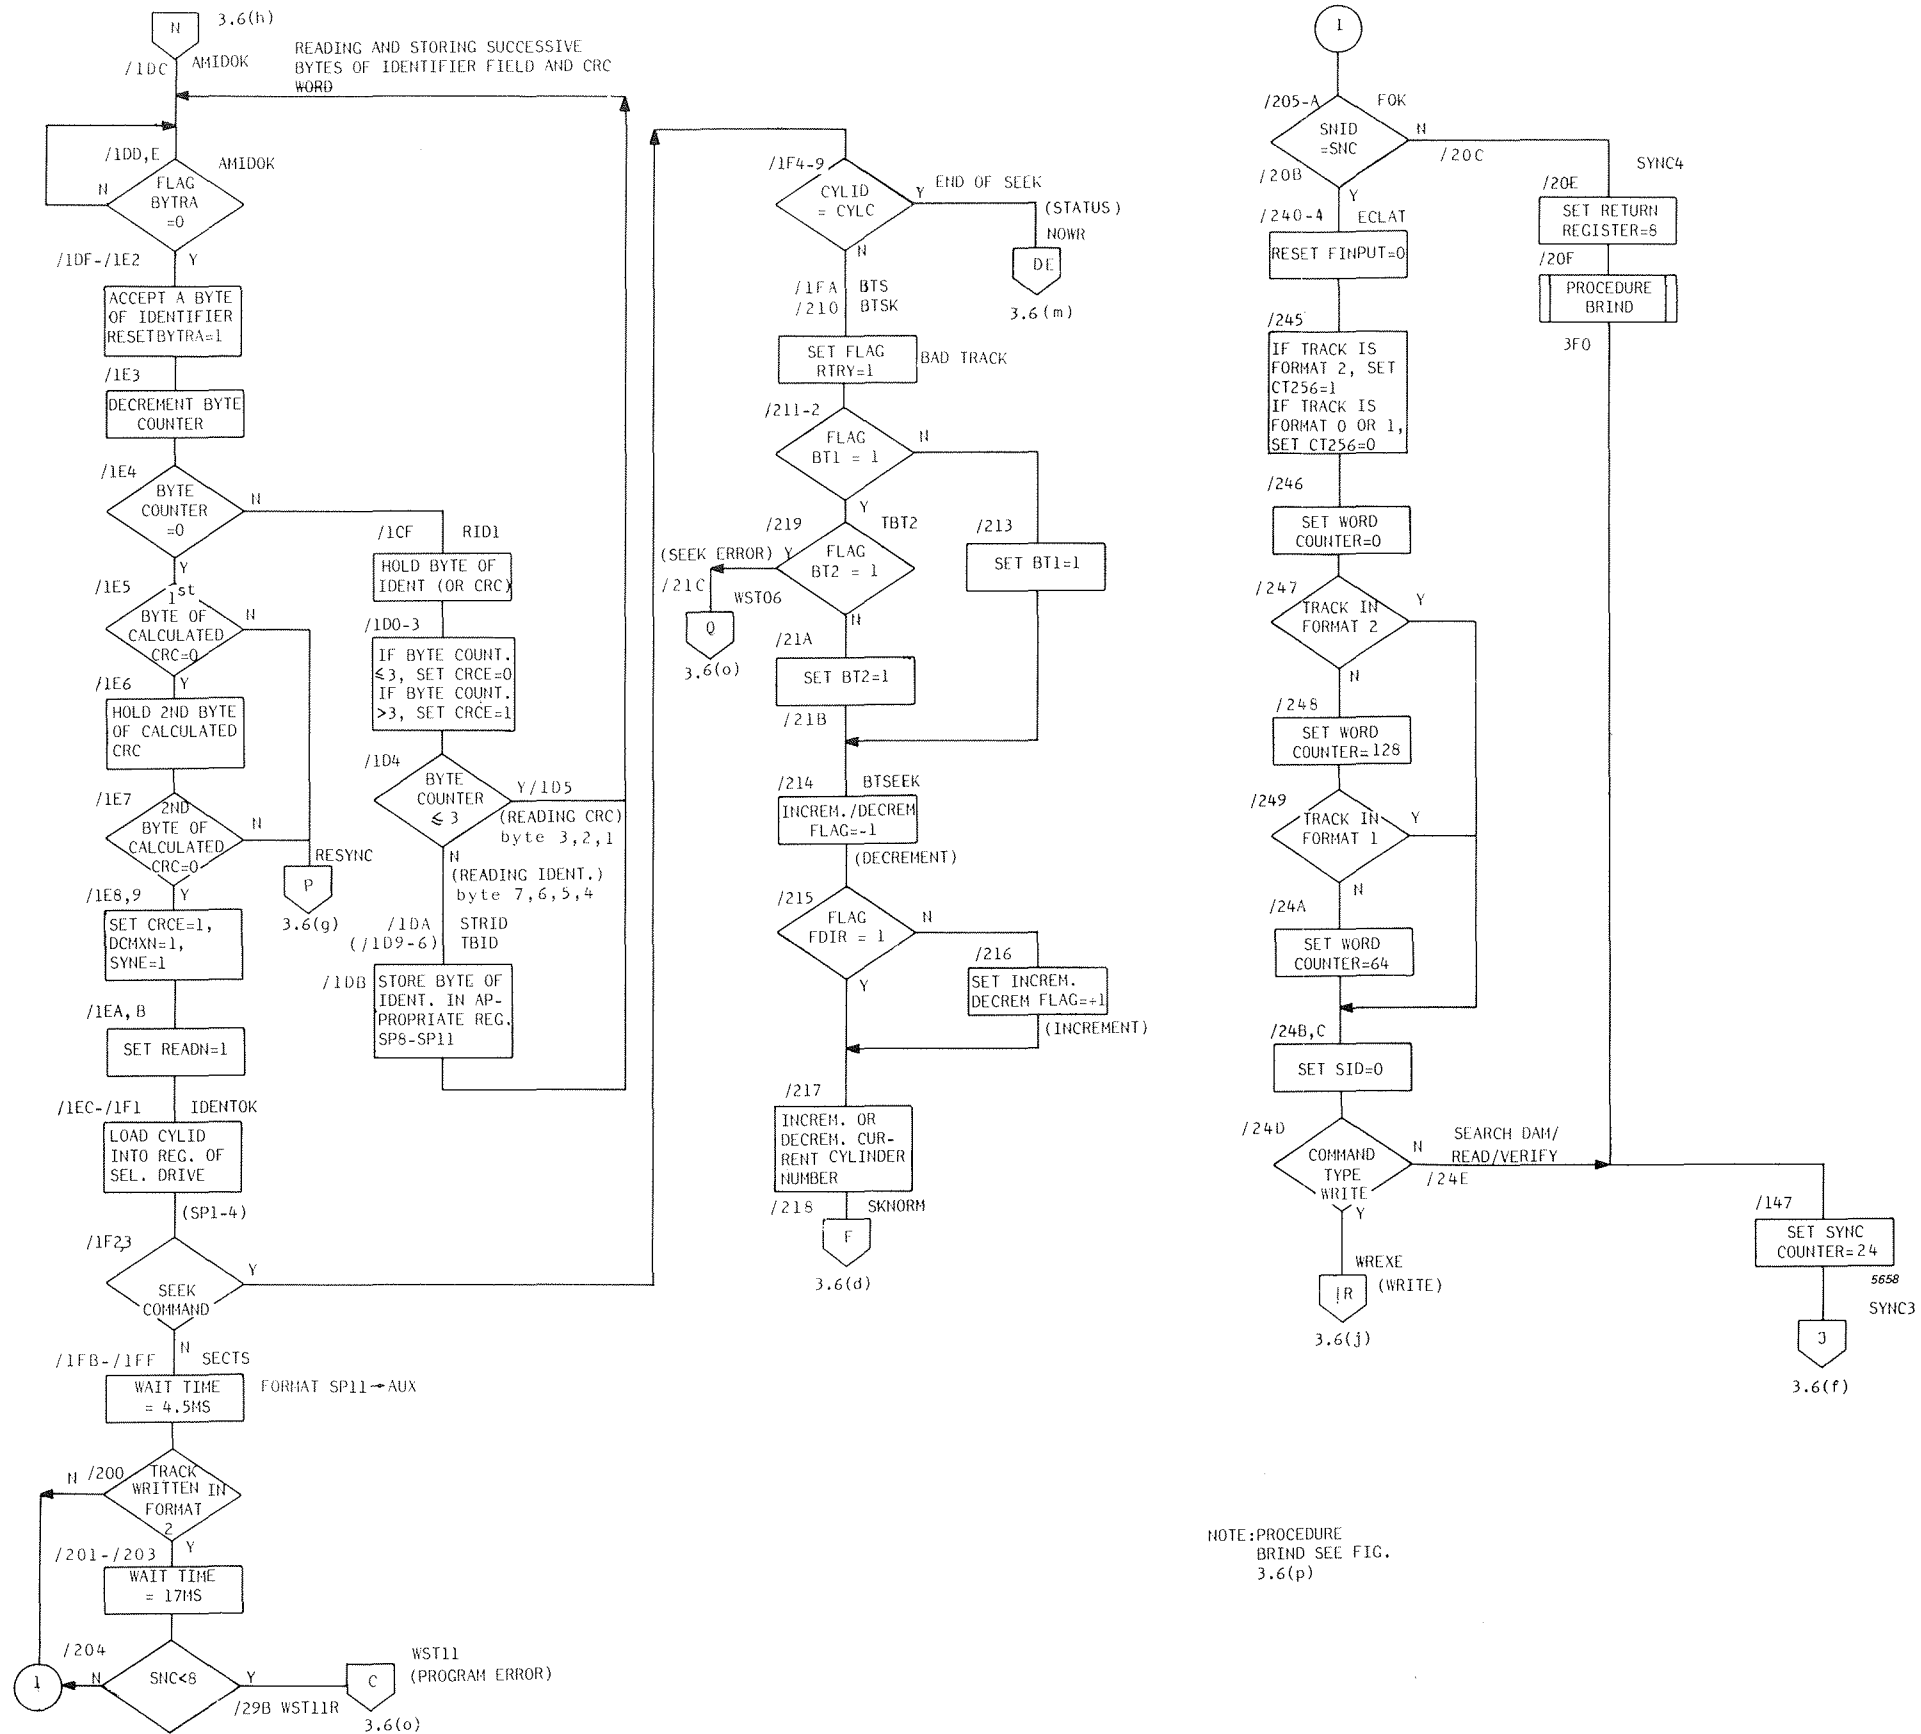 N
3.6(h)
/1DC
AMIDOK
READING AND STORING SUCCESSIVE
BYTES OF IDENTIFIER FIELD AND CRC
WORD
/1DD,E
AMIDOK
FLAG
BYTRA
=0
N
Y
/1DF-/1E2
ACCEPT A BYTE
OF IDENTIFIER
RESETBYTRA=1
/1E3
DECREMENT BYTE
COUNTER
/1E4
BYTE
COUNTER
=0
N
Y
/1E5
1st
BYTE OF
CALCULATED
CRC=0
N
Y
/1E6
HOLD 2ND BYTE
OF CALCULATED
CRC
/1E7
2ND
BYTE OF
CALCULATED
CRC=0
N
Y
RESYNC
P
3.6(g)
/1E8,9
SET CRCE=1,
DCMXN=1,
SYNE=1
/1EA,B
SET READN=1
/1EC-/1F1
IDENTOK
LOAD CYLID
INTO REG. OF
SEL. DRIVE
(SP1-4)
/1F2,3
SEEK
COMMAND
Y
N
/1FB-/1FF
SECTS
WAIT TIME
= 4.5MS
FORMAT SP11→AUX
N
/200
TRACK
WRITTEN IN
FORMAT
2
Y
/201-/203
WAIT TIME
= 17MS
/204
SNC<8
N
Y
1
/29B WST11R
C
WST11
(PROGRAM ERROR)
3.6(o)
/1CF
RID1
HOLD BYTE OF
IDENT (OR CRC)
/1D0-3
IF BYTE COUNT.
≤3, SET CRCE=0
IF BYTE COUNT.
>3, SET CRCE=1
/1D4
BYTE
COUNTER
≤ 3
Y/1D5
(READING CRC)
byte 3,2,1
N
(READING IDENT.)
byte 7,6,5,4
/1DA
STRID
(/1D9-6)
TBID
/1DB
STORE BYTE OF
IDENT. IN AP-
PROPRIATE REG.
SP8-SP11
/1F4-9
CYLID
= CYLC
Y
END OF SEEK
(STATUS)
NOWR
DE
3.6(m)
N
/1FA
BTS
/210
BTSK
SET FLAG
RTRY=1
BAD TRACK
/211-2
FLAG
BT1 = 1
N
Y
/219
TBT2
FLAG
BT2 = 1
(SEEK ERROR)
Y
/21C
WST06
Q
3.6(o)
N
/213
SET BT1=1
/21A
SET BT2=1
/21B
/214
BTSEEK
INCREM./DECREM
FLAG=-1
(DECREMENT)
/215
FLAG
FDIR = 1
N
Y
/216
SET INCREM.
DECREM FLAG=+1
(INCREMENT)
/217
INCREM. OR
DECREM. CUR-
RENT CYLINDER
NUMBER
/218
SKNORM
F
3.6(d)
1
/205-A
FOK
SNID
=SNC
N
/20C
/20B
Y
SYNC4
/20E
SET RETURN
REGISTER=8
/20F
PROCEDURE
BRIND
3F0
/240-4
ECLAT
RESET FINPUT=0
/245
IF TRACK IS
FORMAT 2, SET
CT256=1
IF TRACK IS
FORMAT 0 OR 1,
SET CT256=0
/246
SET WORD
COUNTER=0
/247
TRACK IN
FORMAT 2
Y
N
/248
SET WORD
COUNTER=128
/249
TRACK IN
FORMAT 1
Y
N
/24A
SET WORD
COUNTER=64
/24B,C
SET SID=0
/24D
COMMAND
TYPE
WRITE
N
SEARCH DAM/
READ/VERIFY
/24E
Y
WREXE
(WRITE)
!R
3.6(j)
/147
SET SYNC
COUNTER=24
5658
SYNC3
J
3.6(f)
NOTE:PROCEDURE
BRIND SEE FIG.
3.6(p)